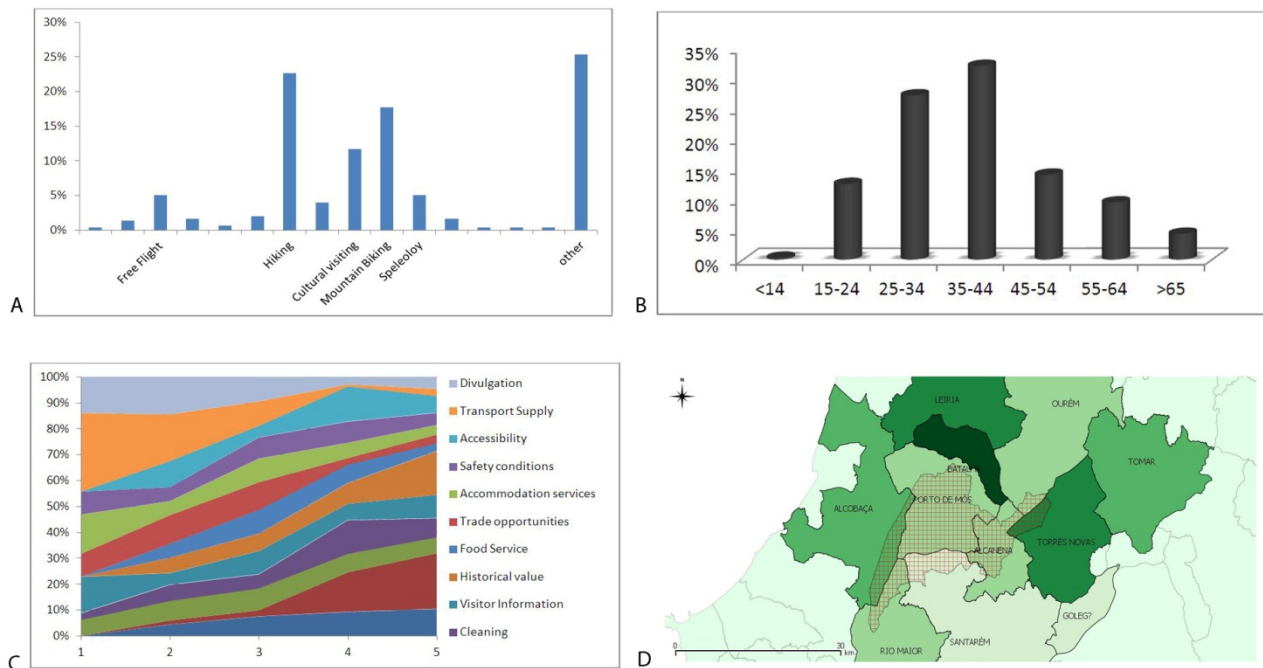 30%
25%
20%
15%
10%
5%
0%
Free Flight
Hiking
Cultural visiting
Mountain Biking
Speleoloy
other
A
35%
30%
25%
20%
15%
10%
5%
0%
<14 15-24 25-34 35-44 45-54 55-64 >65
B
100%
90%
80%
70%
60%
50%
40%
30%
20%
10%
0%
1 2 3 4 5
Divulgation
Transport Supply
Accessibility
Safety conditions
Accommodation services
Trade opportunities
Food Service
Historical value
Visitor Information
Cleaning
C
N
LEIRIA
OURÉM
TOMAR
PORTO DE MÓS
ALCOBAÇA
ALCANENA
TORRES NOVAS
GOLEG?
SANTARÉM
RIO MAIOR
0 30
km
D